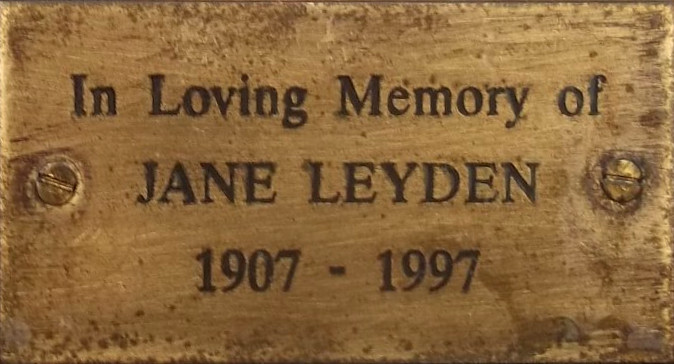 In Loving Memory of
JANE LEYDEN
1907 - 1997